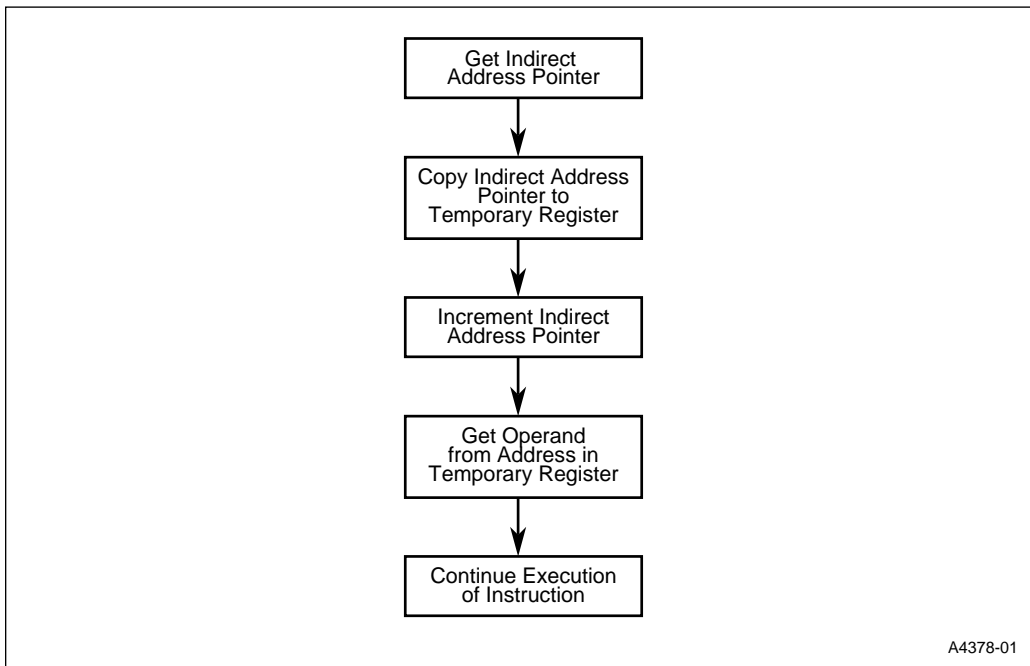 Get Indirect
Address Pointer
Copy Indirect Address
Pointer to
Temporary Register
Increment Indirect
Address Pointer
Get Operand
from Address in
Temporary Register
Continue Execution
of Instruction
A4378-01